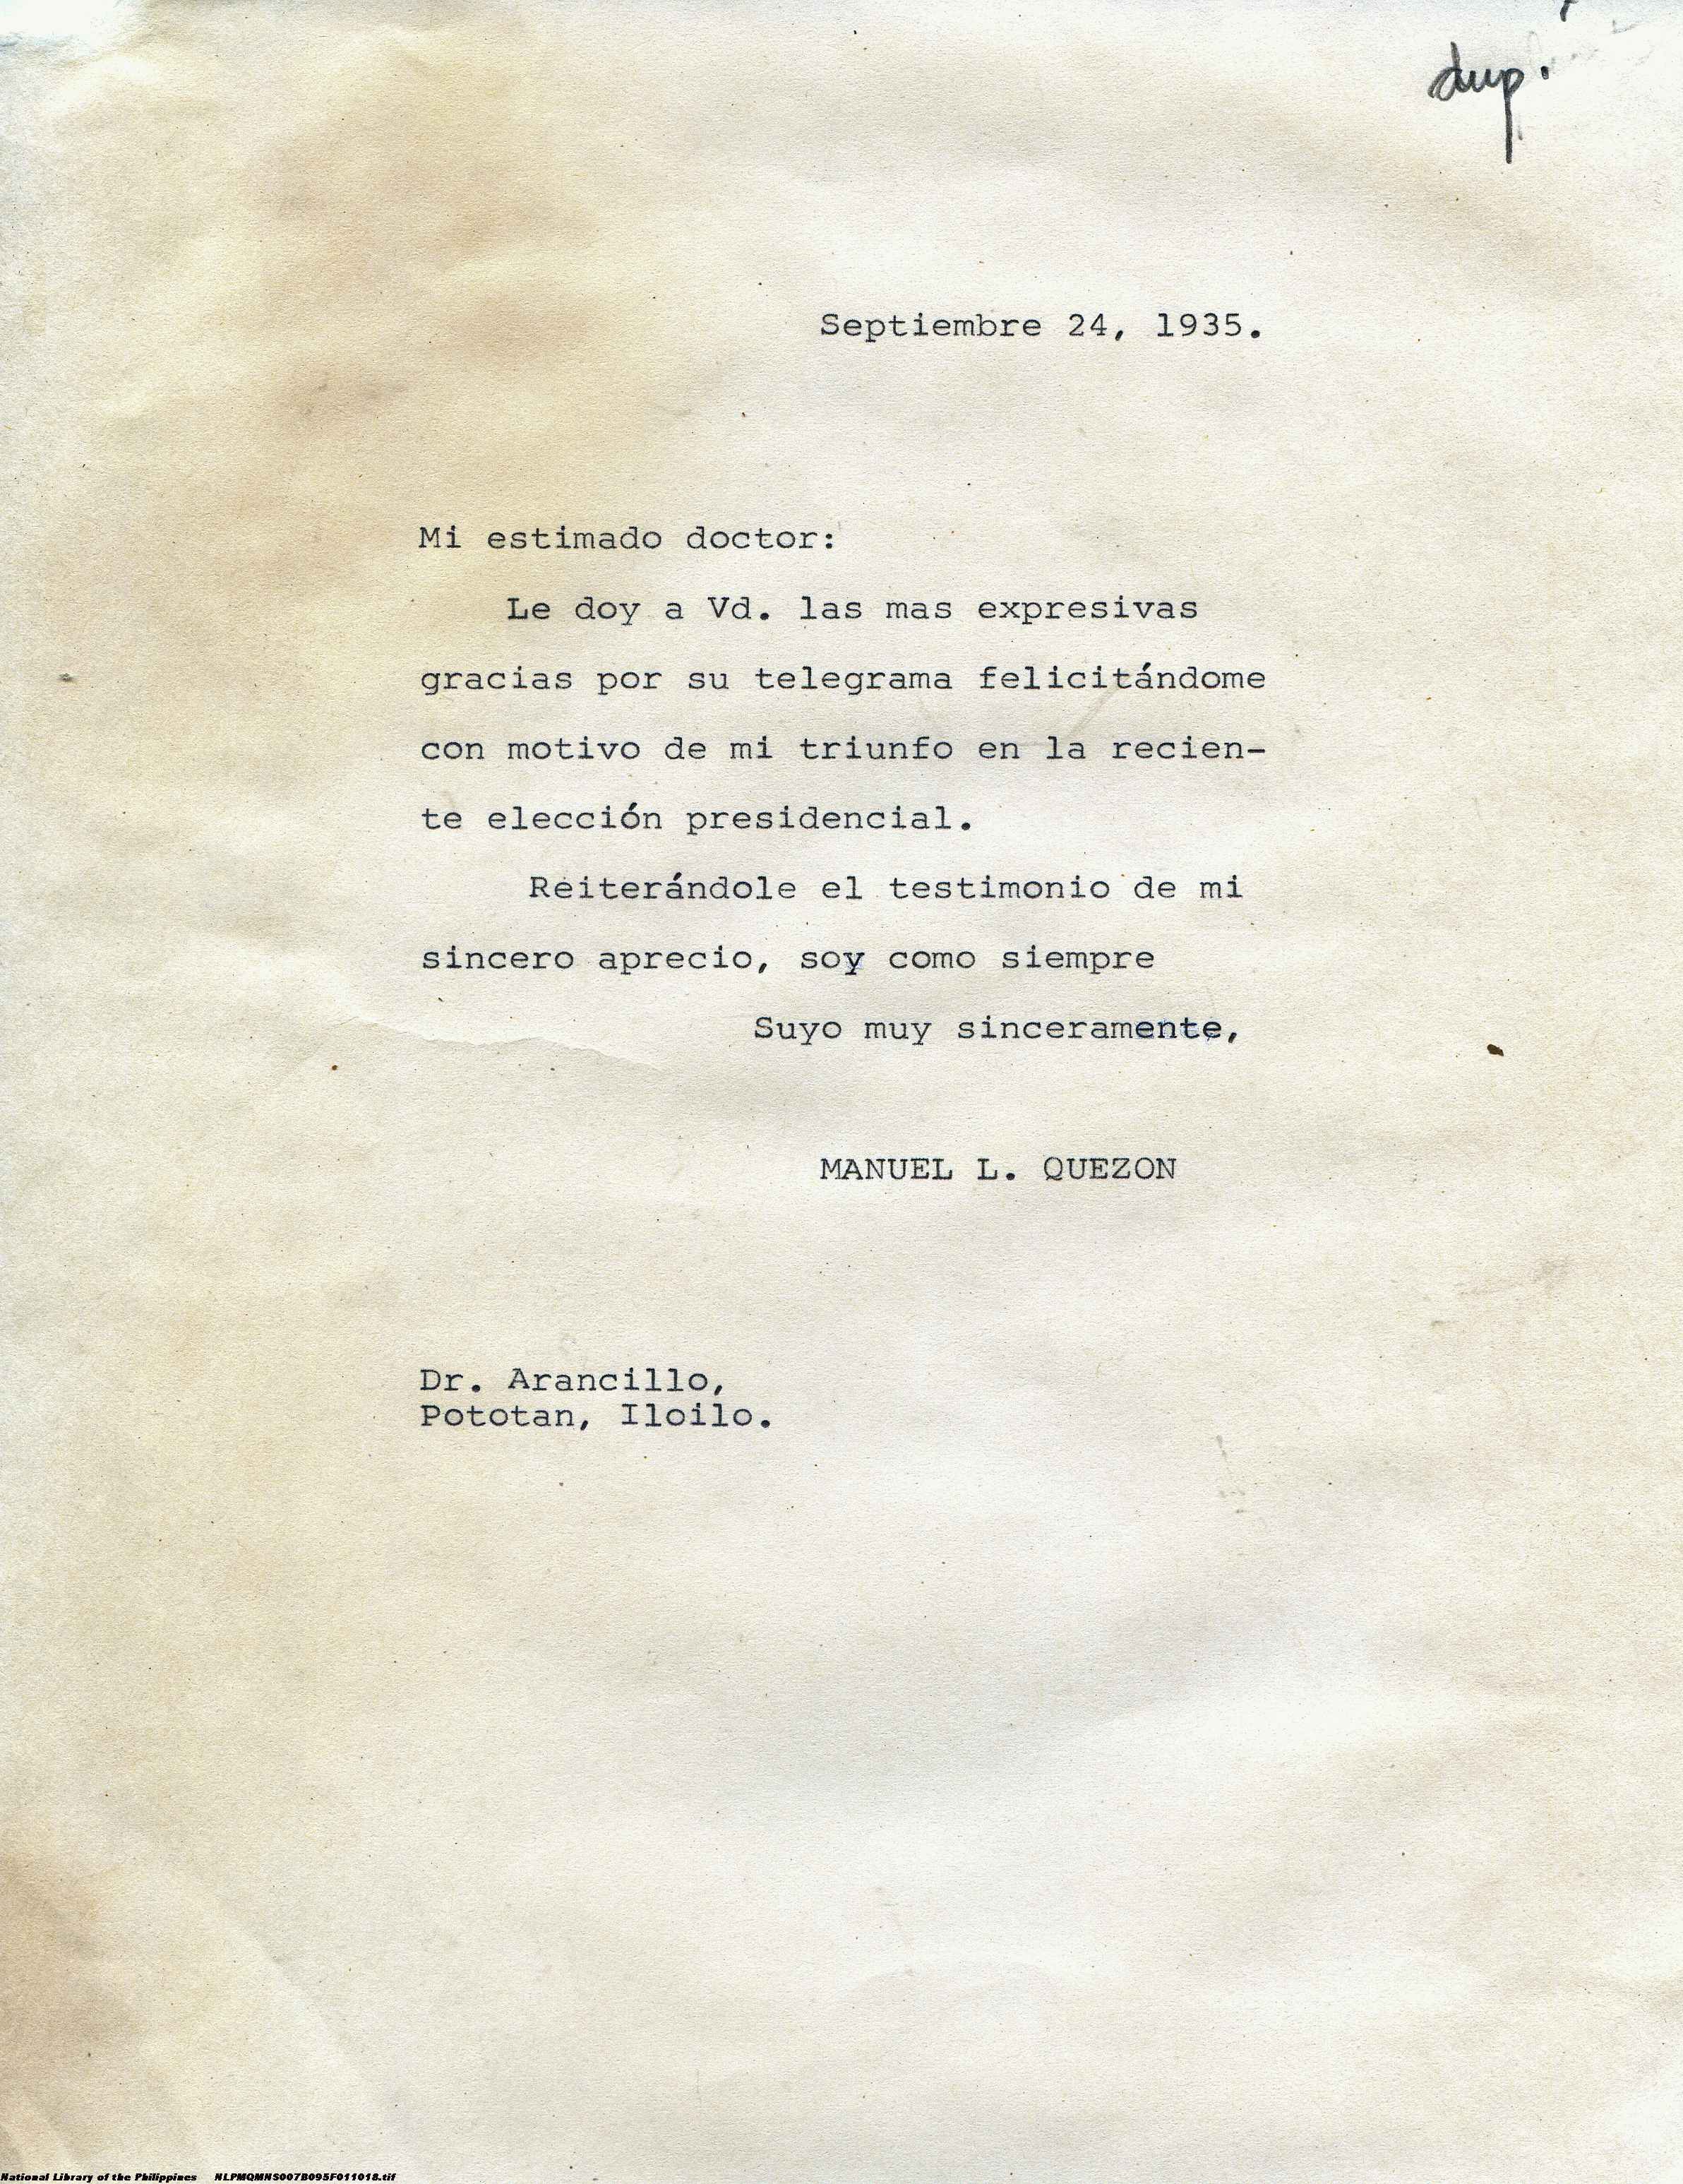 dup.
Septiembre 24, 1935.
Mi estimado doctor:
Le doy a Vd. las mas expresivas
gracias por su telegrama felicitándome
con motivo de mi triunfo en la recien-
te elección presidencial.
Reiterándole el testimonio de mi
sincero aprecio, soy como siempre
Suyo muy sinceramente,
MANUEL L. QUEZON
Dr. Arancillo,
Pototan, Iloilo.
National Library of the Philippines NLPMQMNS007B095F011018.tif